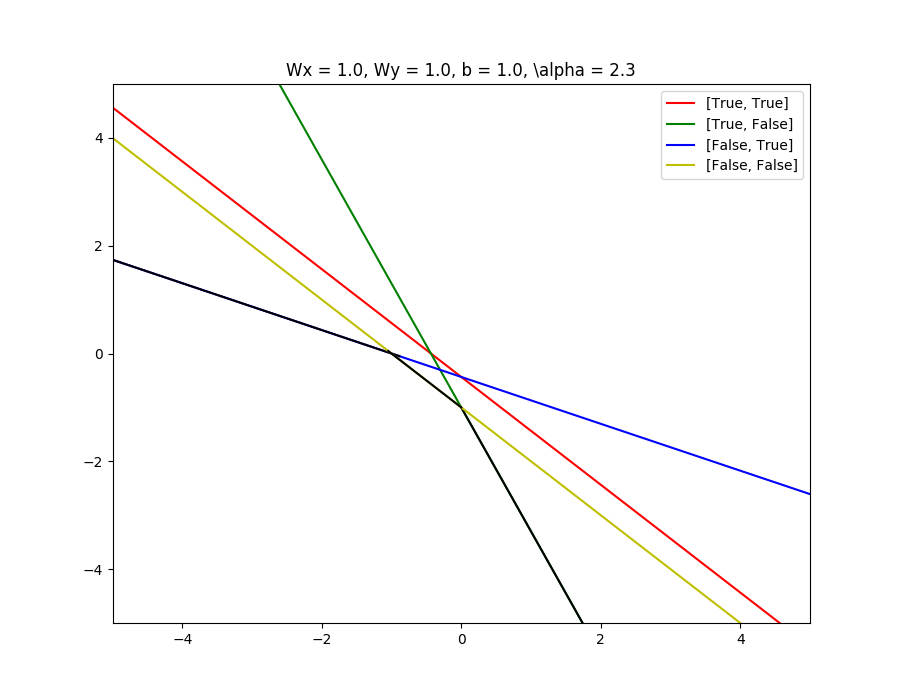 Wx = 1.0, Wy = 1.0, b = 1.0, \alpha = 2.3
[True, True]
[True, False]
[False, True]
[False, False]
4
2
0
−2
−4
−4
−2
0
2
4